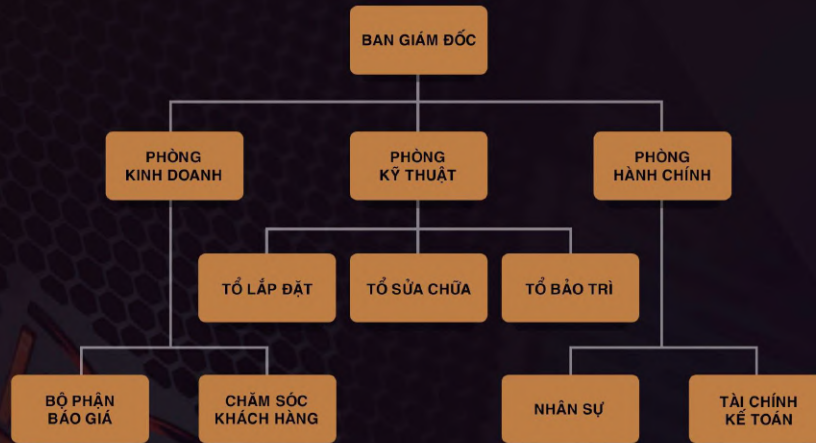 BAN GIÁM ĐỐC
PHÒNG
KINH DOANH
PHÒNG
KỸ THUẬT
PHÒNG
HÀNH CHÍNH
TỔ LẮP ĐẶT
TỔ SỬA CHỮA
TỔ BẢO TRÌ
BỘ PHẬN
BÁO GIÁ
CHĂM SÓC
KHÁCH HÀNG
NHÂN SỰ
TÀI CHÍNH
KẾ TOÁN